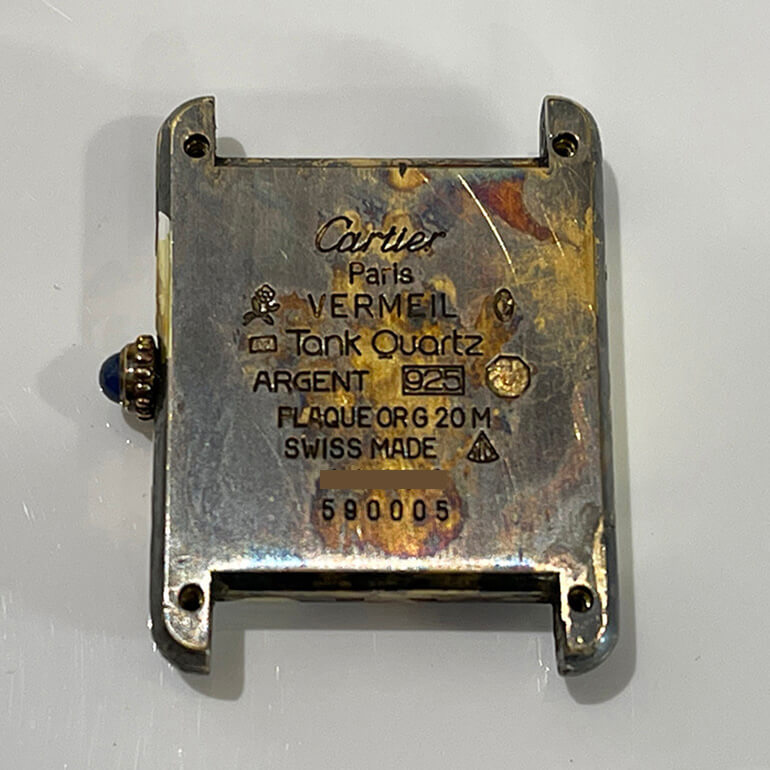 Cartier
Paris
VERMEIL
Tank Quartz
ARGENT 925
PLAQUE OR G 20 M
SWISS MADE
590005